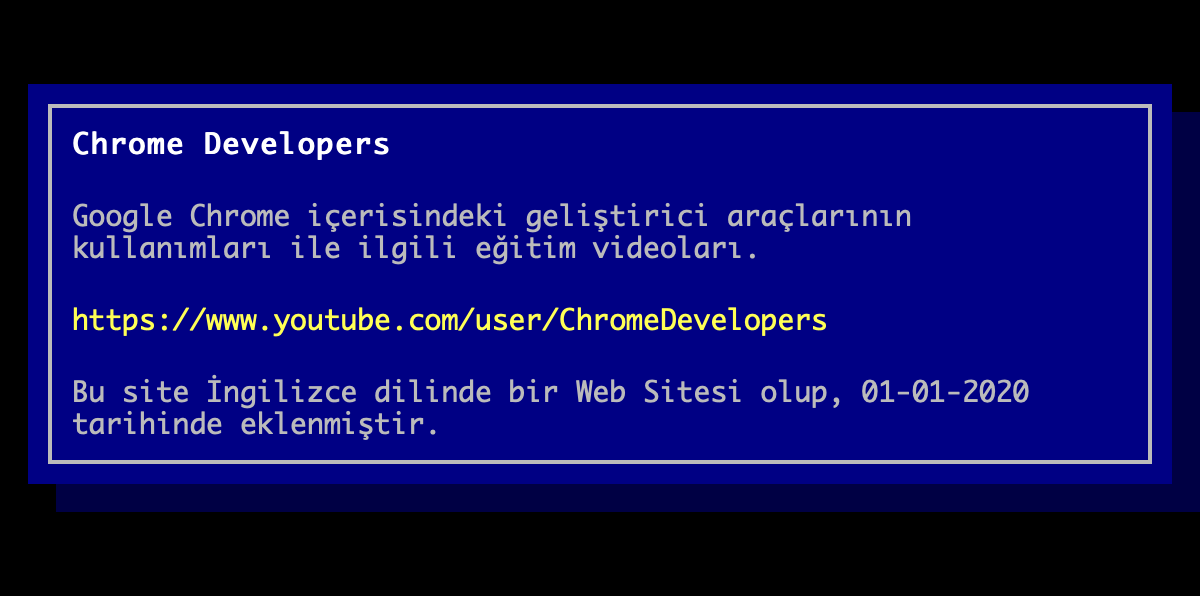 Chrome Developers
Google Chrome içerisindeki geliştirici araçlarının
kullanımları ile ilgili eğitim videoları.
https://www.youtube.com/user/ChromeDevelopers
Bu site İngilizce dilinde bir Web Sitesi olup, 01-01-2020
tarihinde eklenmiştir.